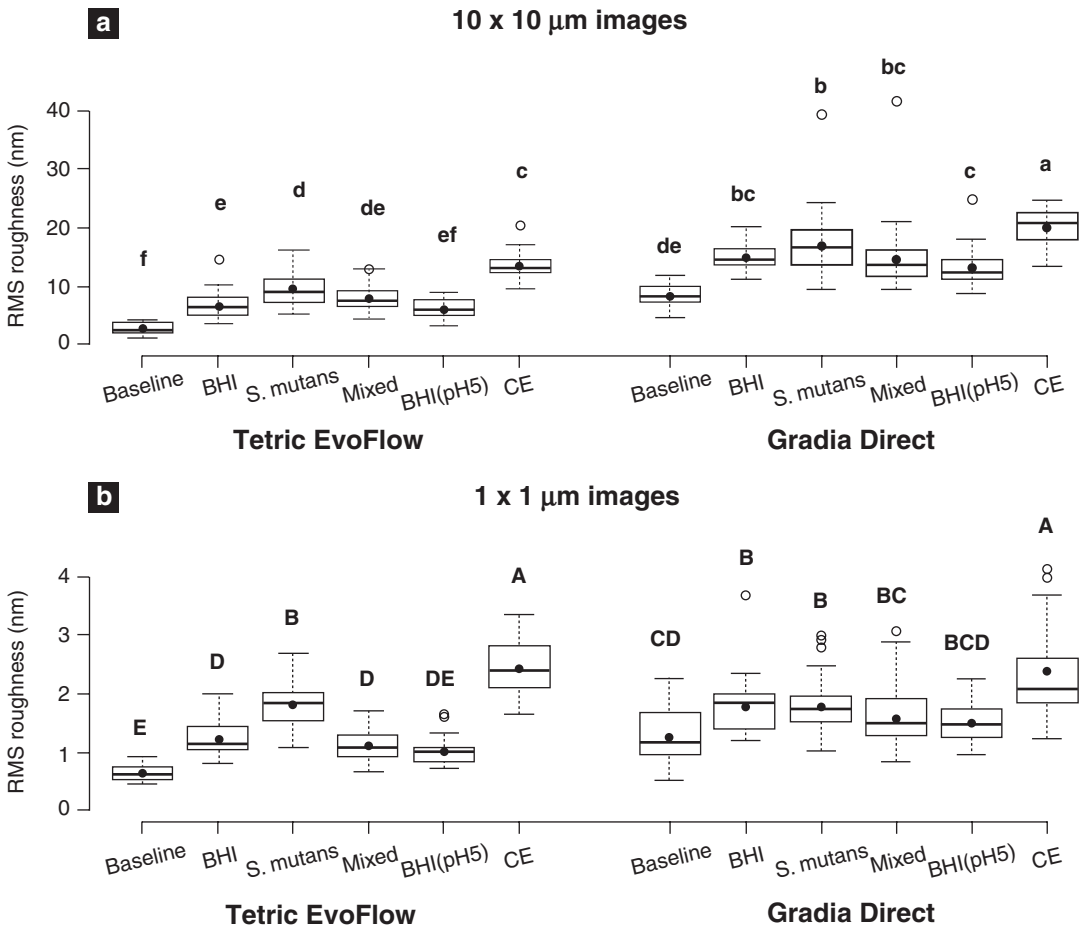 a
10 x 10 μm images
RMS roughness (nm)
40
30
20
10
0
f
e
d
de
ef
c
de
bc
b
bc
c
a
Baseline
BHI
S. mutans
Mixed
BHI(pH5)
CE
Baseline
BHI
S. mutans
Mixed
BHI(pH5)
CE
Tetric EvoFlow
Gradia Direct
b
1 x 1 μm images
RMS roughness (nm)
4
3
2
1
0
E
D
B
D
DE
A
CD
B
B
BC
BCD
A
Baseline
BHI
S. mutans
Mixed
BHI(pH5)
CE
Baseline
BHI
S. mutans
Mixed
BHI(pH5)
CE
Tetric EvoFlow
Gradia Direct